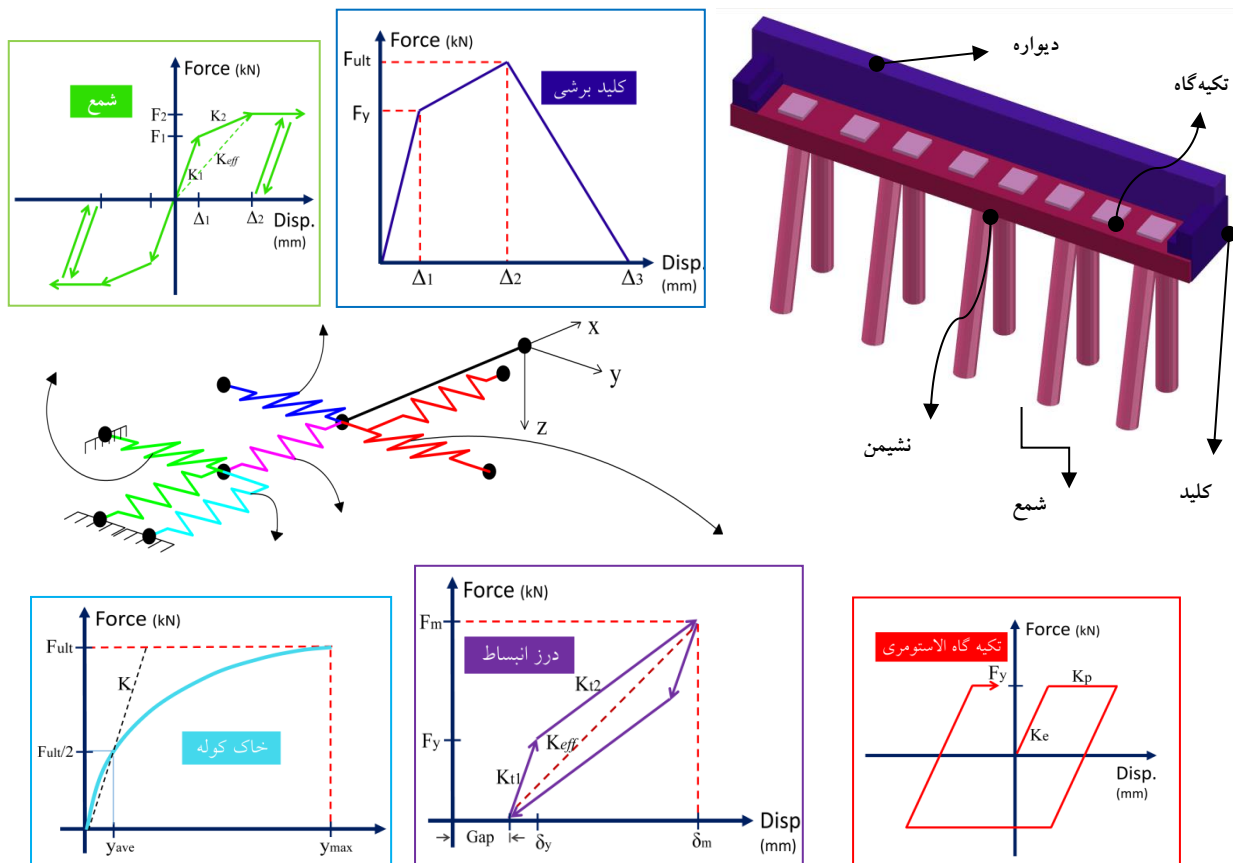 Force (kN)
شمع
F2
F1
K2
Keff
K1
Δ1
Δ2
Disp.
(mm)
Force (kN)
Fult
کلید برشی
Fy
Δ1
Δ2
Δ3
Disp.
(mm)
دیواره
تکیه‌گاه
نشیمن
شمع
کلید
x
y
z
Force (kN)
Fult
K
Fult/2
خاک کوله
yave
ymax
Force (kN)
Fm
درز انبساط
Kt2
Fy
Keff
Kt1
Gap
δy
δm
Disp.
(mm)
Force (kN)
تکیه گاه الاستومری
Fy
Kp
Ke
Disp.
(mm)